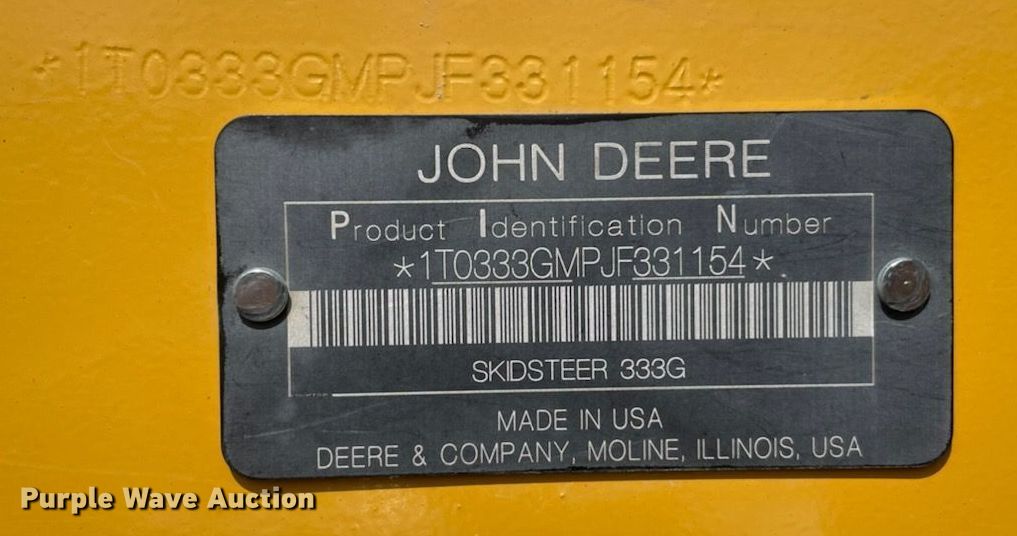 *1T0333GMPJF331154*
JOHN DEERE
Product Identification Number
*1T0333GMPJF331154*
SKIDSTEER 333G
MADE IN USA
DEERE & COMPANY, MOLINE, ILLINOIS, USA
Purple Wave Auction